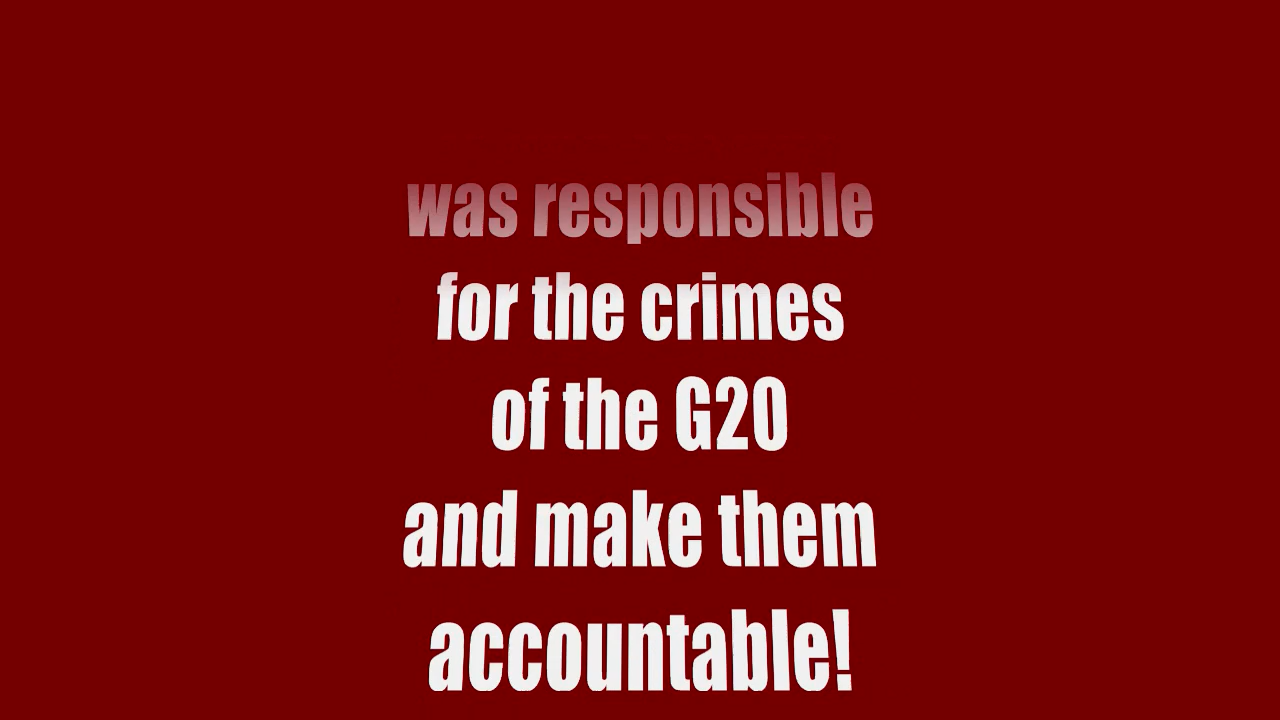 was responsible
for the crimes
of the G20
and make them
accountable!